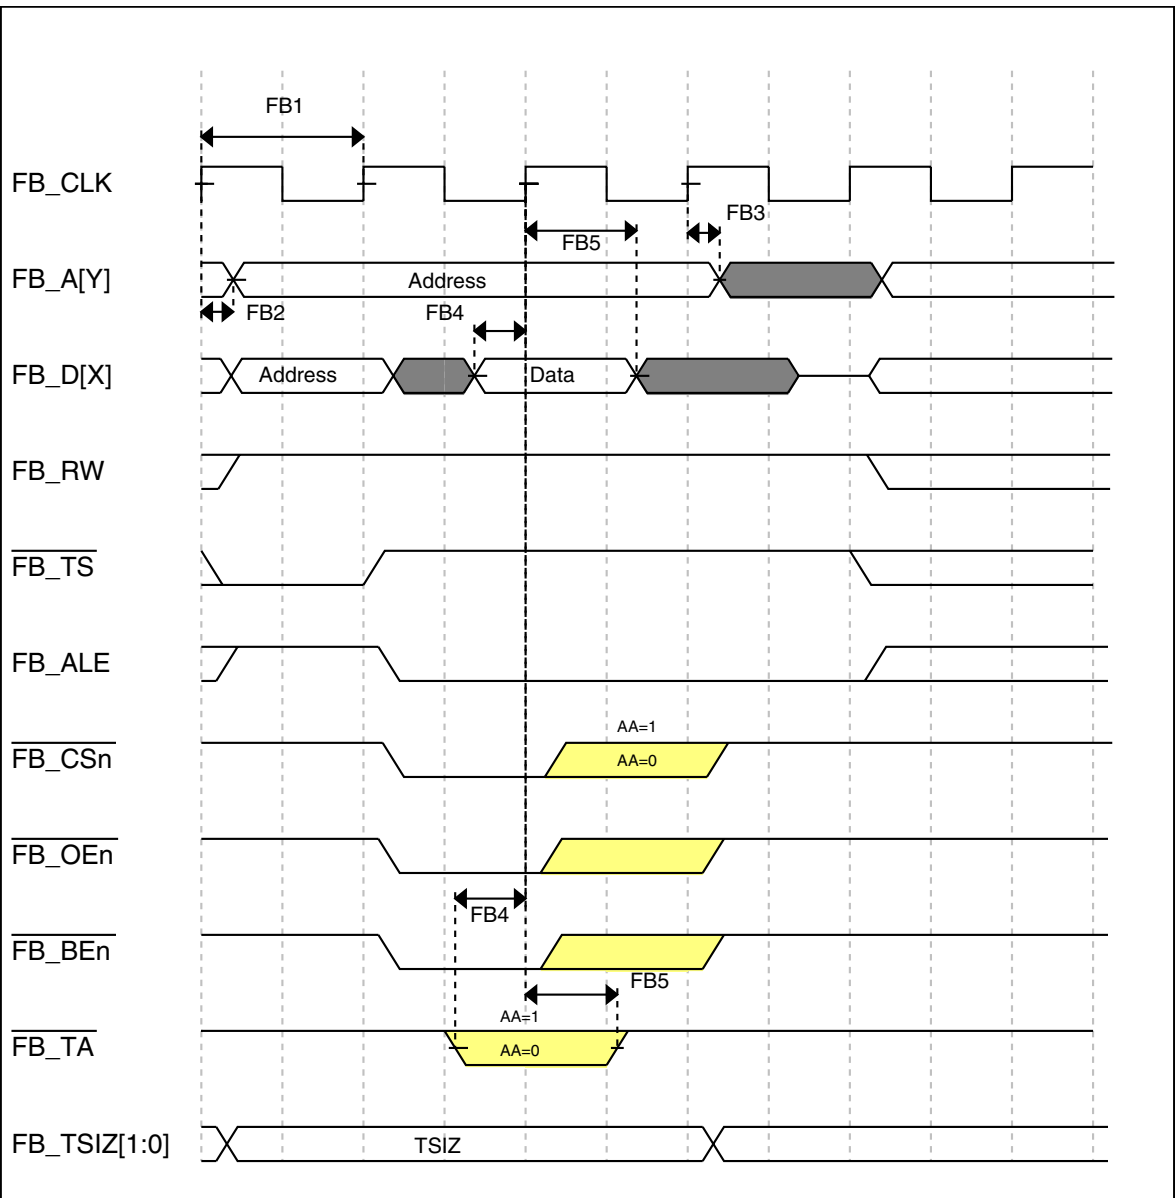 FB1
FB_CLK
FB3
FB5
FB_A[Y]
Address
FB2
FB4
FB_D[X]
Address
Data
FB_RW
FB_TS
FB_ALE
AA=1
FB_CSn
AA=0
FB_OEn
FB4
FB_BEn
FB5
AA=1
FB_TA
AA=0
FB_TSIZ[1:0]
TSIZ